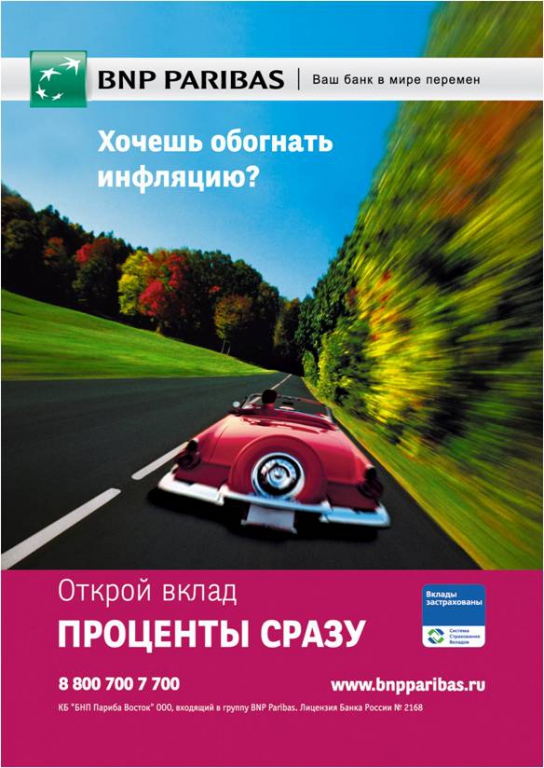 BNP PARIBAS | Ваш банк в мире перемен
Хочешь обогнать
инфляцию?
Открой вклад
ПРОЦЕНТЫ СРАЗУ
Вклады
застрахованы
Система
Страхования
Вкладов
8 800 700 7 700
www.bnpparibas.ru
КБ "БНП Париба Восток" ООО, входящий в группу BNP Paribas. Лицензия Банка России № 2168